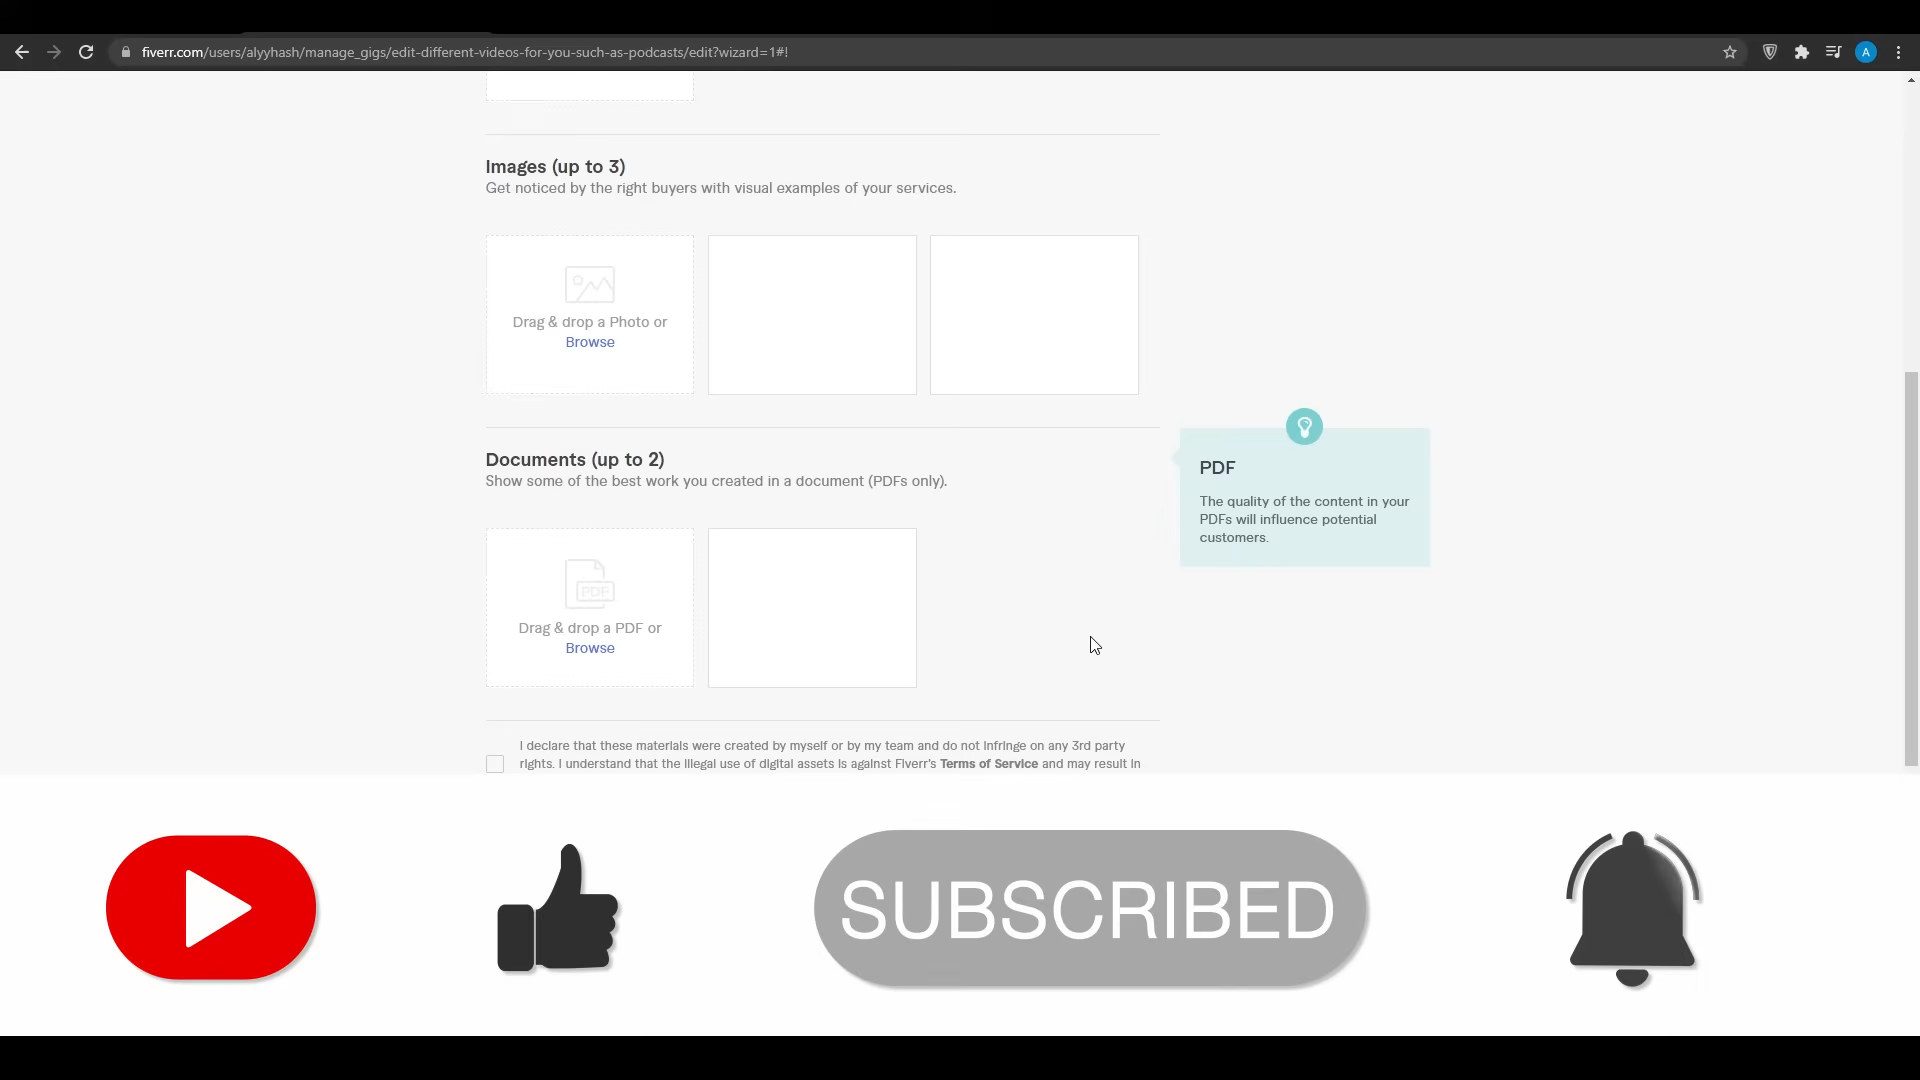 fiverr.com/users/alyyhash/manage_gigs/edit-different-videos-for-you-such-as-podcasts/edit?wizard=1#!
A
Images (up to 3)
Get noticed by the right buyers with visual examples of your services.
Drag & drop a Photo or
Browse
Documents (up to 2)
Show some of the best work you created in a document (PDFs only).
PDF
The quality of the content in your
PDFs will influence potential
customers.
PDF
Drag & drop a PDF or
Browse
I declare that these materials were created by myself or by my team and do not infringe on any 3rd party
rights. I understand that the illegal use of digital assets is against Fiverr's Terms of Service and may result in
SUBSCRIBED